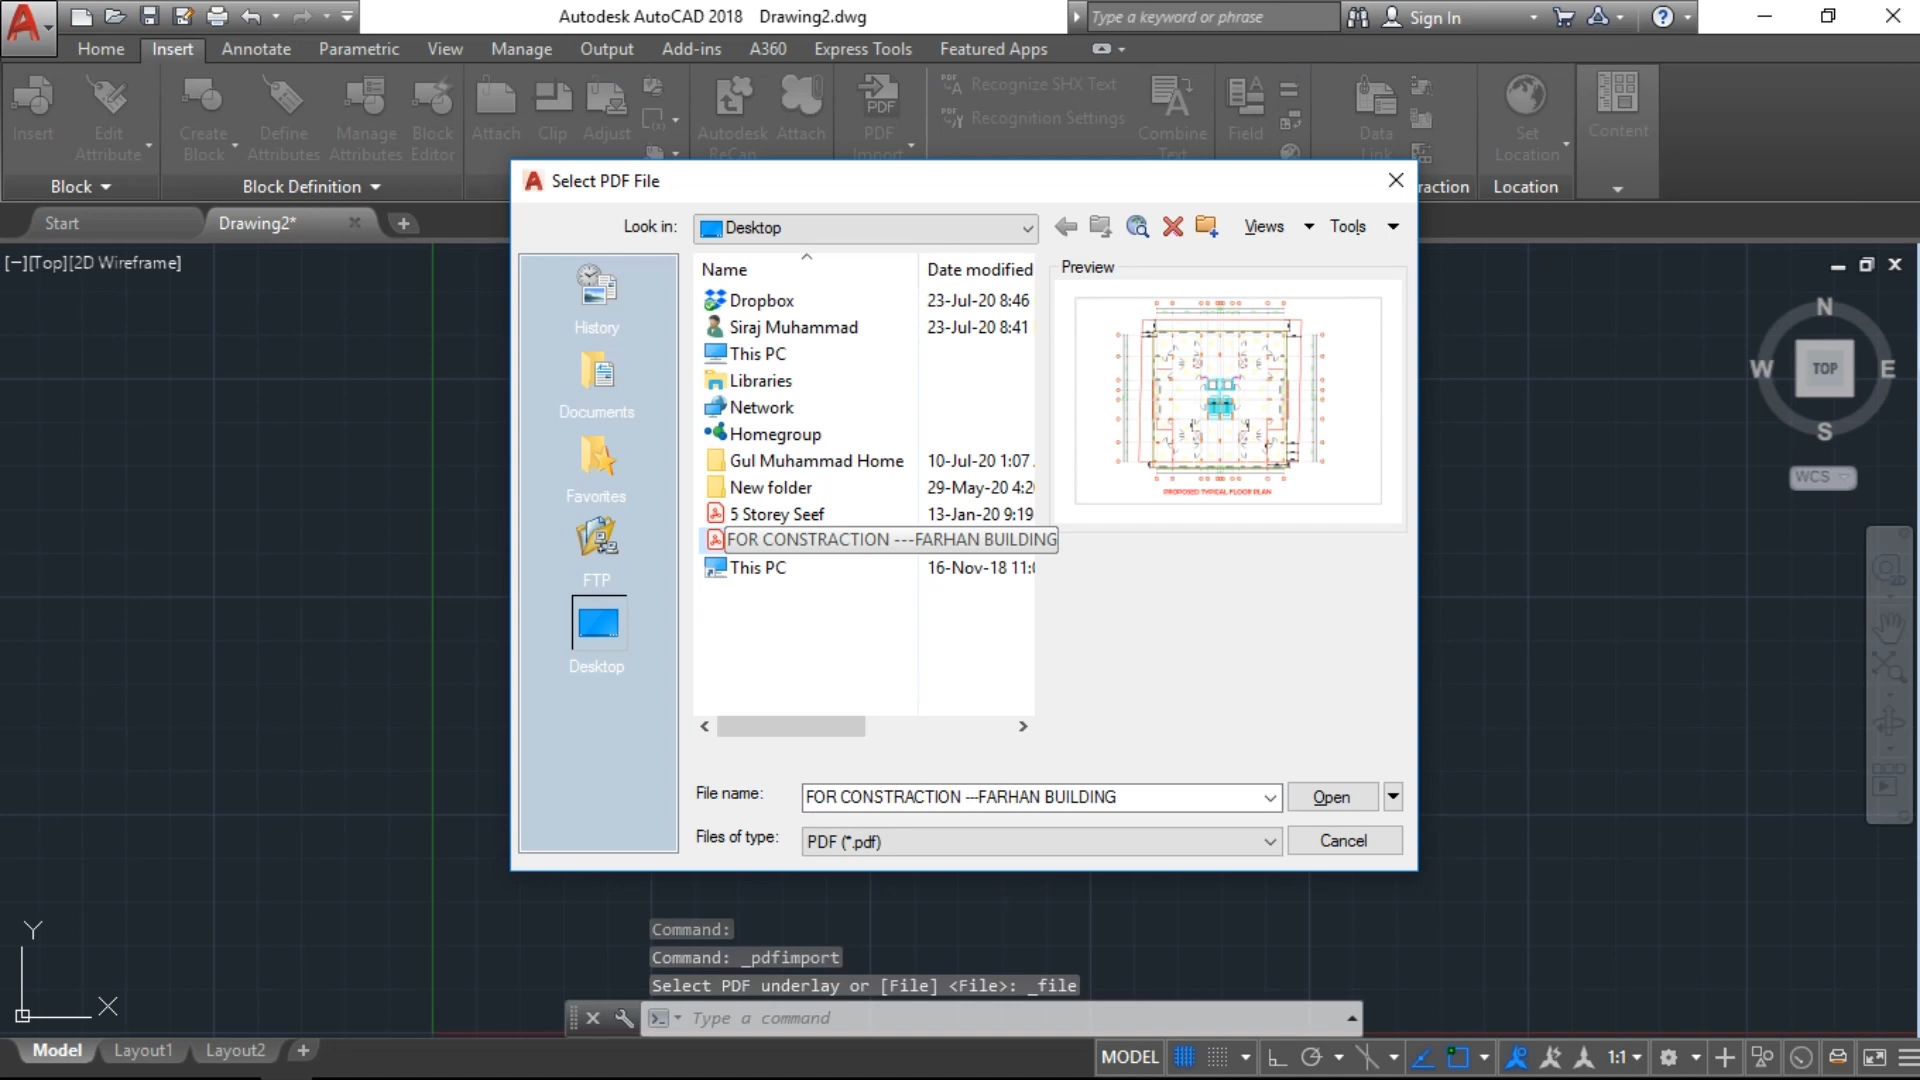 Autodesk AutoCAD 2018 Drawing2.dwg
Type a keyword or phrase
Sign In
Home Insert Annotate Parametric View Manage Output Add-ins A360 Express Tools Featured Apps
Insert
Edit
Attribute
Create
Block
Define
Attributes
Manage
Attributes
Block
Editor
Attach
Clip
Adjust
Autodesk
ReCap
Attach
PDF
PDF
Import
Recognize SHX Text
Recognition Settings
Combine
Text
Field
Data
Link
Set
Location
Content
Block
Block Definition
raction
Location
Start
Drawing2*
[−][Top][2D Wireframe]
Select PDF File
Look in:
Desktop
Views
Tools
History
Documents
Favorites
FTP
Desktop
Name
Date modified
Dropbox 23-Jul-20 8:46
Siraj Muhammad 23-Jul-20 8:41
This PC
Libraries
Network
Homegroup
Gul Muhammad Home 10-Jul-20 1:07
New folder 29-May-20 4:2
5 Storey Seef 13-Jan-20 9:19
FOR CONSTRACTION ---FARHAN BUILDING
This PC 16-Nov-18 11:
Preview
PROPOSED TYPICAL FLOOR PLAN
File name:
FOR CONSTRACTION ---FARHAN BUILDING
Open
Files of type:
PDF (*.pdf)
Cancel
N
W
TOP
E
S
WCS
2D
Command:
Command: _pdfimport
Select PDF underlay or [File] <File>: _file
Type a command
Y
X
Model Layout1 Layout2
MODEL
1:1